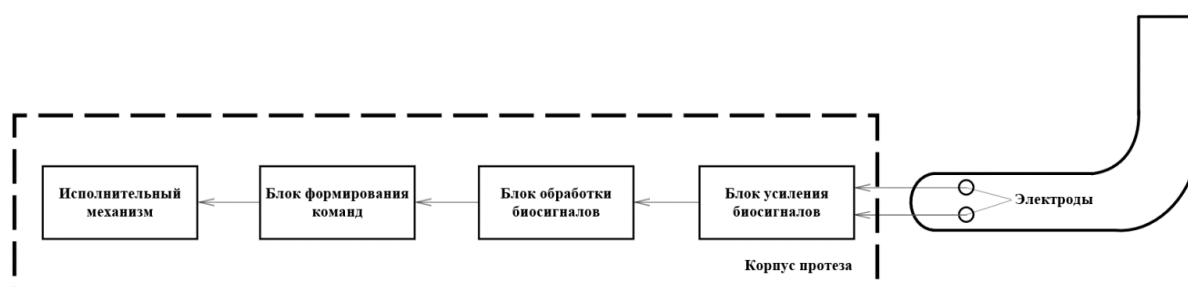 Исполнительный
механизм
Блок формирования
команд
Блок обработки
биосигналов
Блок усиления
биосигналов
Электроды
Корпус протеза